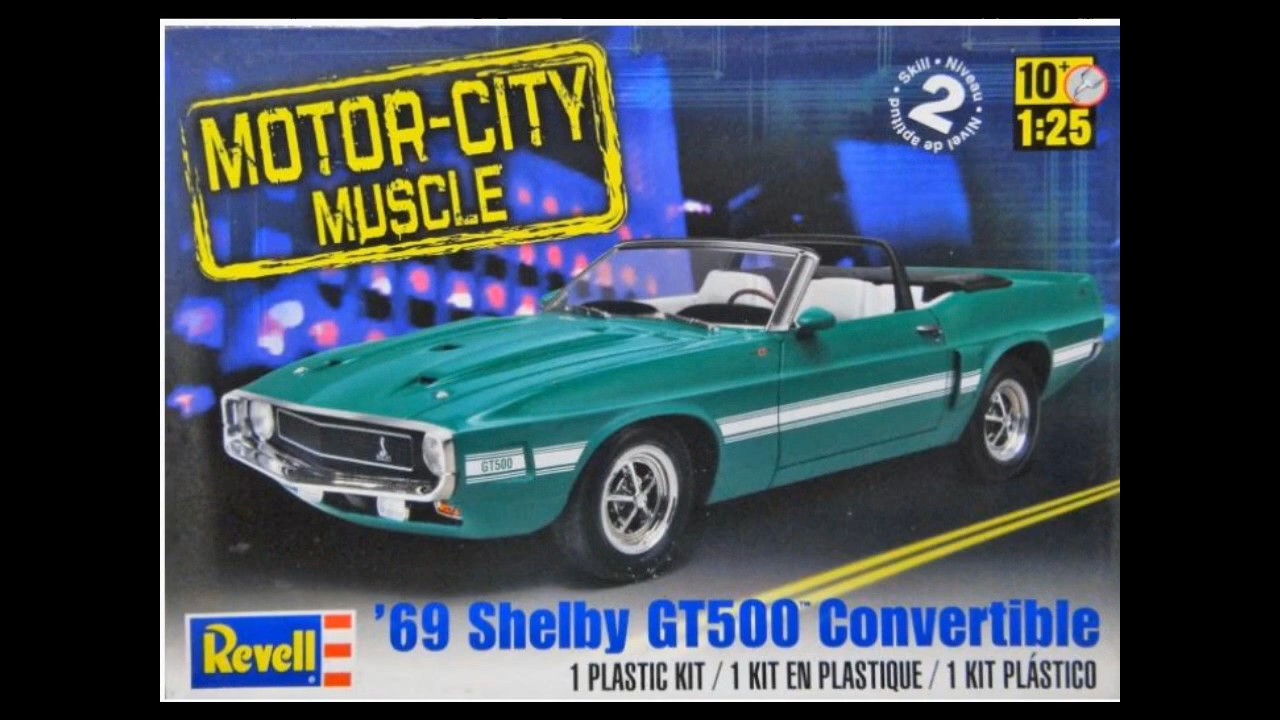 MOTOR-CITY
MUSCLE
Skill • Niveau • Nivel de aptitud •
2
10+
1:25
GT500
Revell
'69 Shelby GT500™ Convertible
1 PLASTIC KIT / 1 KIT EN PLASTIQUE / 1 KIT PLÁSTICO